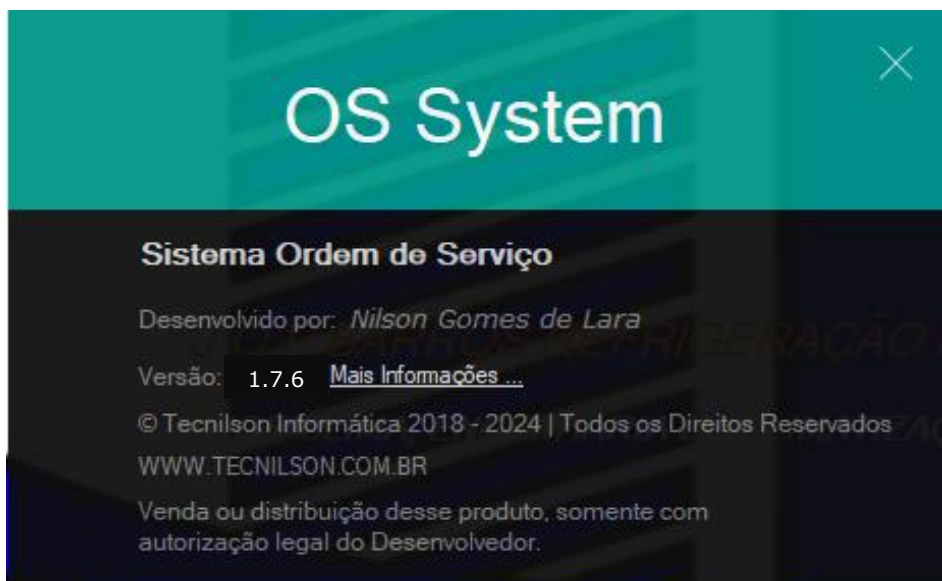 OS System
Sistema Ordem de Serviço
Desenvolvido por: Nilson Gomes de Lara
Versão: 1.7.6 Mais Informações ...
© Tecnilson Informática 2018 - 2024 | Todos os Direitos Reservados
WWW.TECNILSON.COM.BR
Venda ou distribuição desse produto, somente com
autorização legal do Desenvolvedor.
REFRIGERAÇÃO